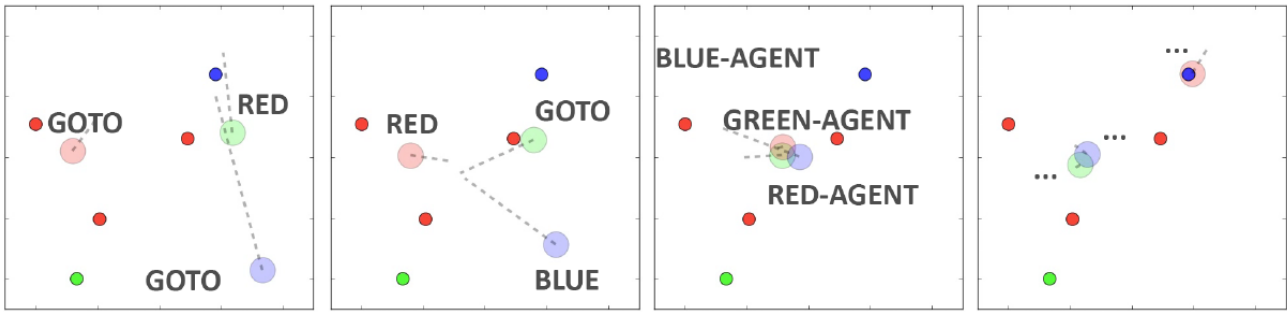 GOTO
RED
GOTO
RED
GOTO
BLUE
BLUE-AGENT
GREEN-AGENT
RED-AGENT
...
...
...